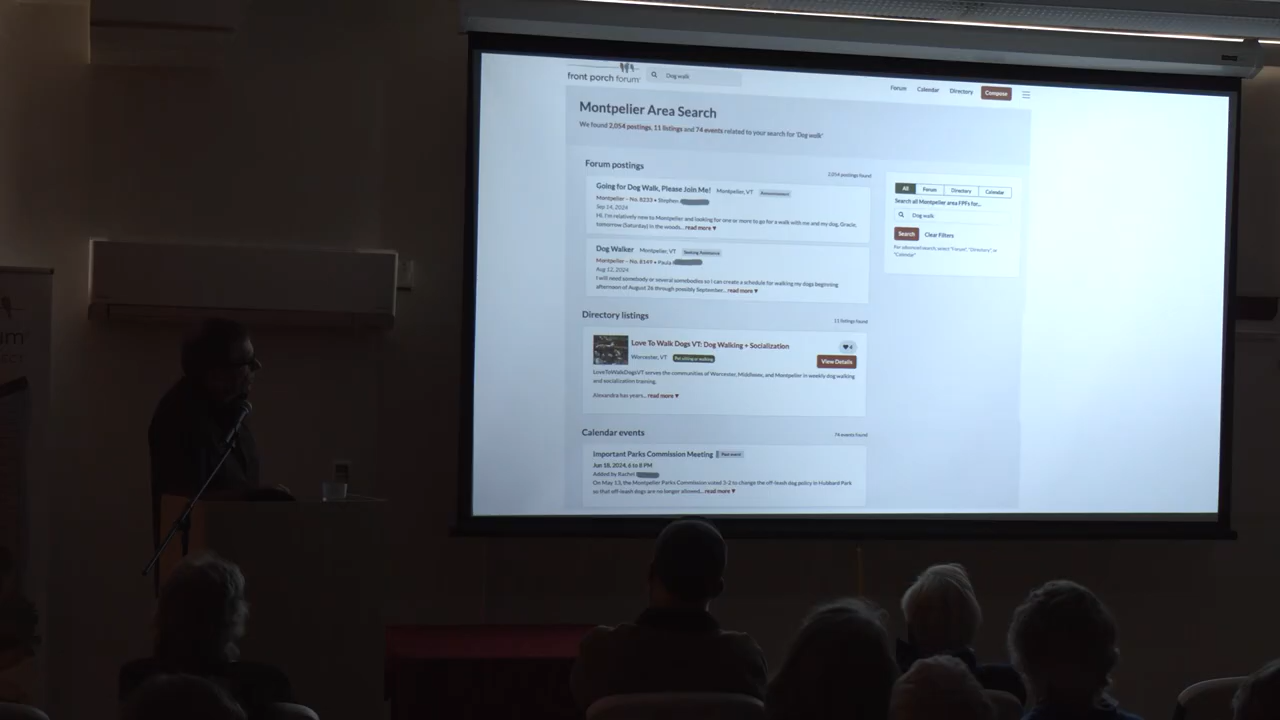 front porch forum
Dog walk
Forum Calendar Directory Compose
Montpelier Area Search
We found 2,054 postings, 11 listings and 74 events related to your search for 'Dog walk'
Forum postings
2,054 postings found
Going for Dog Walk, Please Join Me! Montpelier, VT Announcement
Montpelier – No. 8233 • Stephen
Sep 14, 2024
Hi, I'm relatively new to Montpelier and looking for one or more to go for a walk with me and my dog, Gracie,
tomorrow (Saturday) in the woods... read more ▼
Dog Walker Montpelier, VT Seeking Assistance
Montpelier – No. 8149 • Paula
Aug 12, 2024
I will need somebody or several somebodies so I can create a schedule for walking my dogs beginning
afternoon of August 26 through possibly September... read more ▼
Directory listings
11 listings found
Love To Walk Dogs VT: Dog Walking + Socialization
4
Worcester, VT Pet sitting or walking
View Details
LoveToWalkDogsVT serves the communities of Worcester, Middlesex, and Montpelier in weekly dog walking
and socialization training.
Alexandra has years... read more ▼
Calendar events
74 events found
Important Parks Commission Meeting Past event
Jun 18, 2024, 6 to 8 PM
Added by Rachel
On May 13, the Montpelier Parks Commission voted 3-2 to change the off-leash dog policy in Hubbard Park
so that off-leash dogs are no longer allowed... read more ▼
All Forum Directory Calendar
Search all Montpelier area FPFs for...
Dog walk
Search Clear Filters
For advanced search, select "Forum", "Directory", or
"Calendar"
um